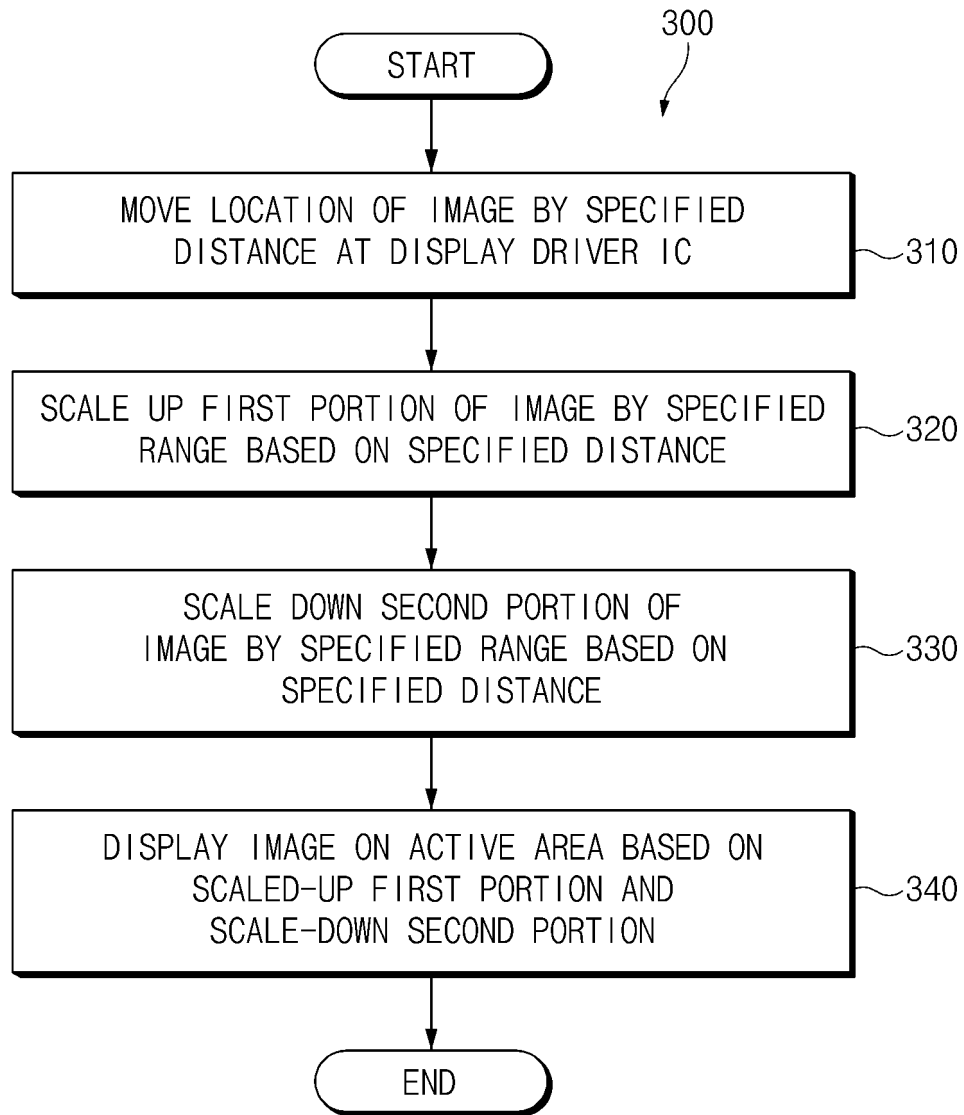 300
START
MOVE LOCATION OF IMAGE BY SPECIFIED
DISTANCE AT DISPLAY DRIVER IC
310
SCALE UP FIRST PORTION OF IMAGE BY SPECIFIED
RANGE BASED ON SPECIFIED DISTANCE
320
SCALE DOWN SECOND PORTION OF
IMAGE BY SPECIFIED RANGE BASED ON
SPECIFIED DISTANCE
330
DISPLAY IMAGE ON ACTIVE AREA BASED ON
SCALED-UP FIRST PORTION AND
SCALE-DOWN SECOND PORTION
340
END